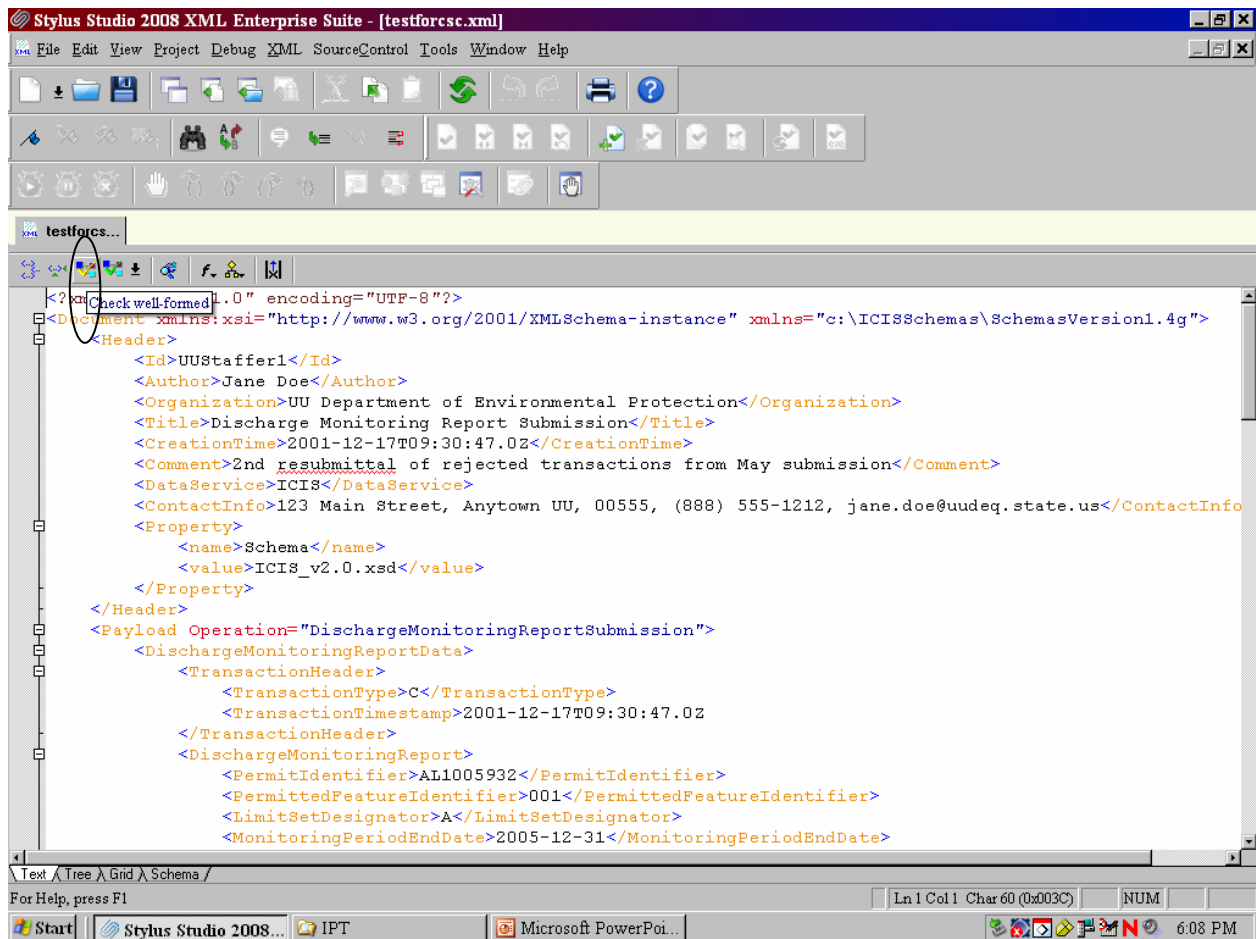 Stylus Studio 2008 XML Enterprise Suite - [testforcsc.xml]
File Edit View Project Debug XML SourceControl Tools Window Help
testforcs...
Check well-formed
<?xm 1.0" encoding="UTF-8"?>
<Document xmlns:xsi="http://www.w3.org/2001/XMLSchema-instance" xmlns="c:\ICISSchemas\SchemasVersion1.4g">
<Header>
<Id>UUStaffer1</Id>
<Author>Jane Doe</Author>
<Organization>UU Department of Environmental Protection</Organization>
<Title>Discharge Monitoring Report Submission</Title>
<CreationTime>2001-12-17T09:30:47.0Z</CreationTime>
<Comment>2nd resubmittal of rejected transactions from May submission</Comment>
<DataService>ICIS</DataService>
<ContactInfo>123 Main Street, Anytown UU, 00555, (888) 555-1212, jane.doe@uudeq.state.us</ContactInfo
<Property>
<name>Schema</name>
<value>ICIS_v2.0.xsd</value>
</Property>
</Header>
<Payload Operation="DischargeMonitoringReportSubmission">
<DischargeMonitoringReportData>
<TransactionHeader>
<TransactionType>C</TransactionType>
<TransactionTimestamp>2001-12-17T09:30:47.0Z
</TransactionHeader>
<DischargeMonitoringReport>
<PermitIdentifier>AL1005932</PermitIdentifier>
<PermittedFeatureIdentifier>001</PermittedFeatureIdentifier>
<LimitSetDesignator>A</LimitSetDesignator>
<MonitoringPeriodEndDate>2005-12-31</MonitoringPeriodEndDate>
Text Tree Grid Schema
For Help, press F1 Ln 1 Col 1 Char 60 (0x003C) NUM
Start Stylus Studio 2008... IPT Microsoft PowerPoi... 6:08 PM